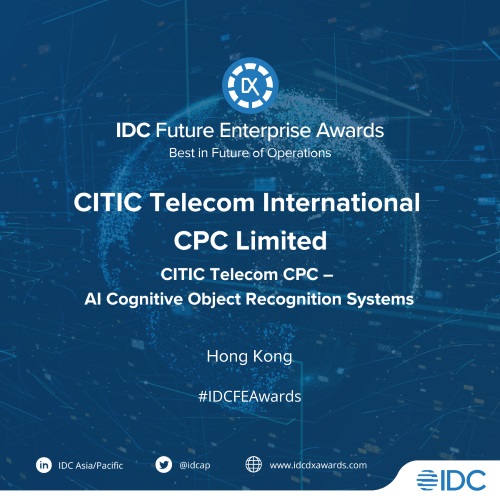 DX
IDC Future Enterprise Awards
Best in Future of Operations
CITIC Telecom International
CPC Limited
CITIC Telecom CPC –
AI Cognitive Object Recognition Systems
Hong Kong
#IDCFEAwards
in IDC Asia/Pacific @idcap www.idcdxawards.com
IDC